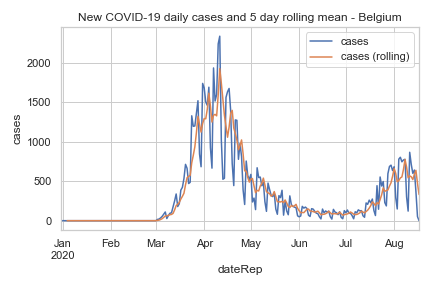 New COVID-19 daily cases and 5 day rolling mean - Belgium
cases
cases (rolling)
2000
1500
1000
500
0
cases
Jan
2020
Feb
Mar
Apr
May
Jun
Jul
Aug
dateRep